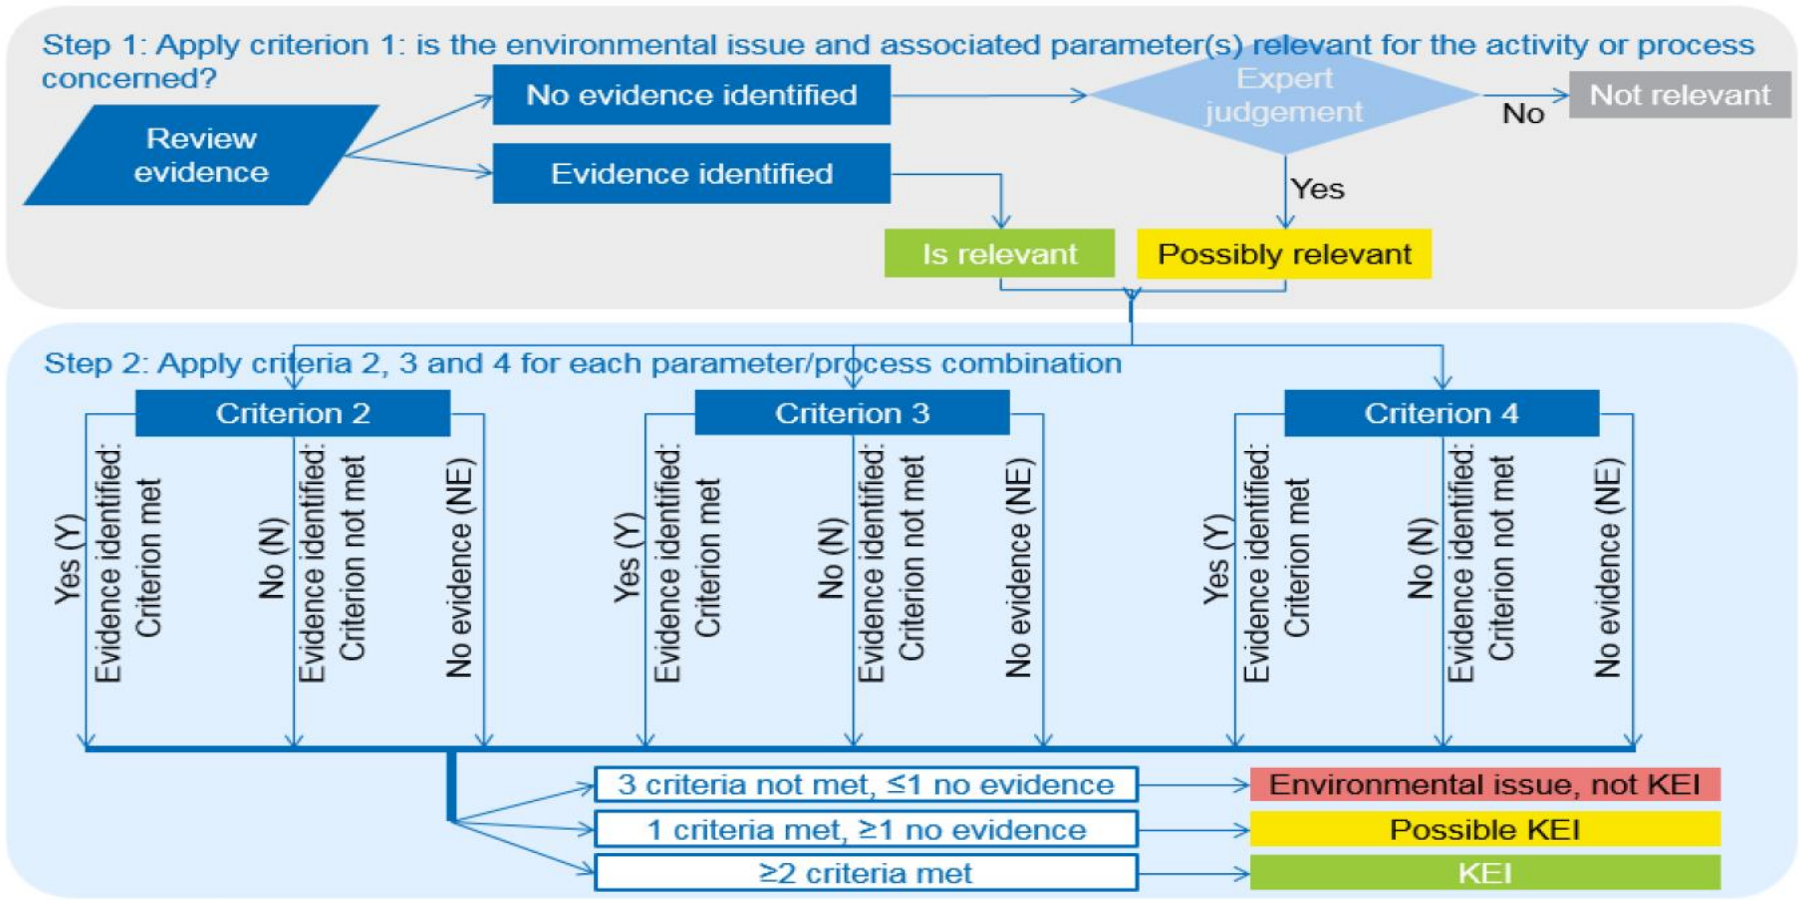 Step 1: Apply criterion 1: is the environmental issue and associated parameter(s) relevant for the activity or process
concerned?
Review
evidence
No evidence identified
Evidence identified
Expert
judgement
No
Not relevant
Yes
Is relevant
Possibly relevant
Step 2: Apply criteria 2, 3 and 4 for each parameter/process combination
Criterion 2
Yes (Y)
Evidence identified:
Criterion met
No (N)
Evidence identified:
Criterion not met
No evidence (NE)
Criterion 3
Yes (Y)
Evidence identified:
Criterion met
No (N)
Evidence identified:
Criterion not met
No evidence (NE)
Criterion 4
Yes (Y)
Evidence identified:
Criterion met
No (N)
Evidence identified:
Criterion not met
No evidence (NE)
3 criteria not met, ≤1 no evidence
Environmental issue, not KEI
1 criteria met, ≥1 no evidence
Possible KEI
≥2 criteria met
KEI